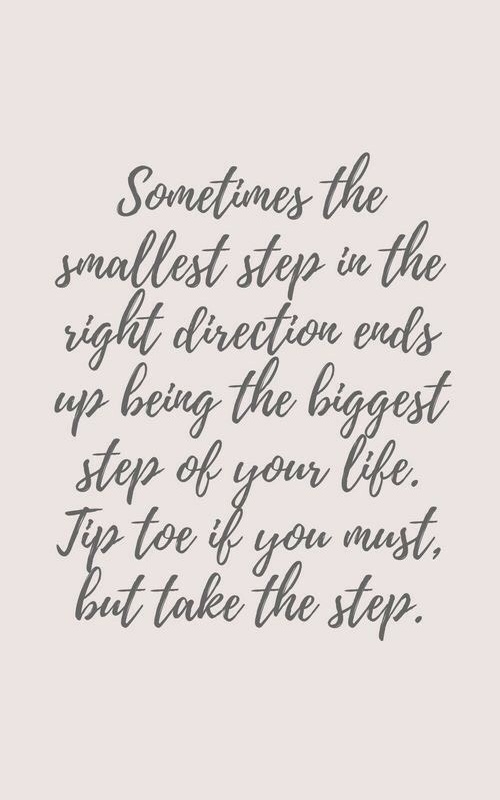 Sometimes the
smallest step in the
right direction ends
up being the biggest
step of your life.
Tip toe if you must,
but take the step.